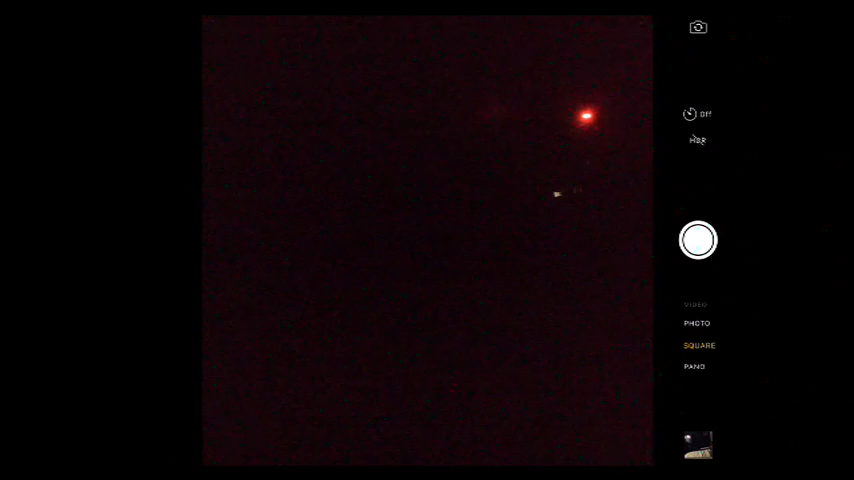 Off
HDR
VIDEO
PHOTO
SQUARE
PANO